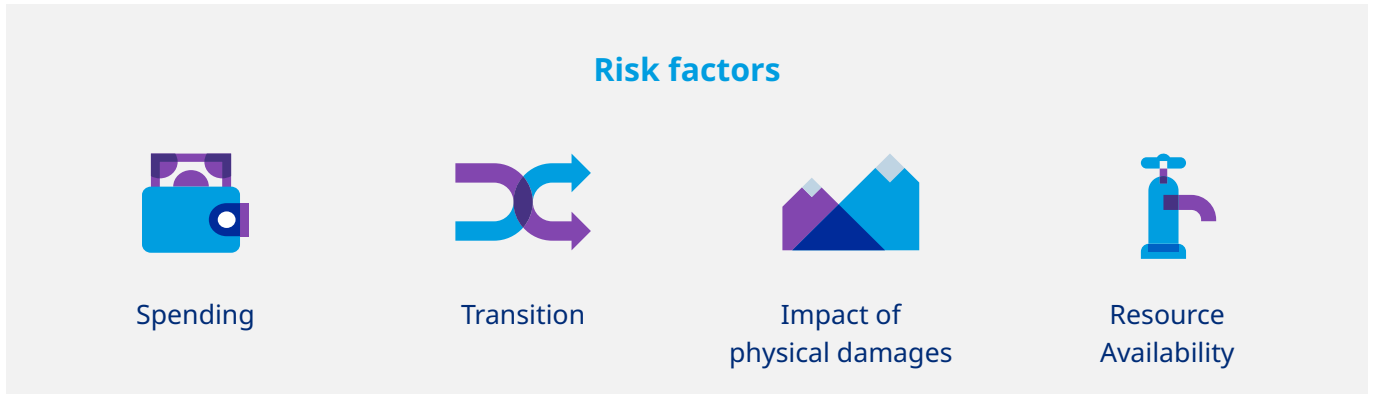 Risk factors
Spending
Transition
Impact of
physical damages
Resource
Availability